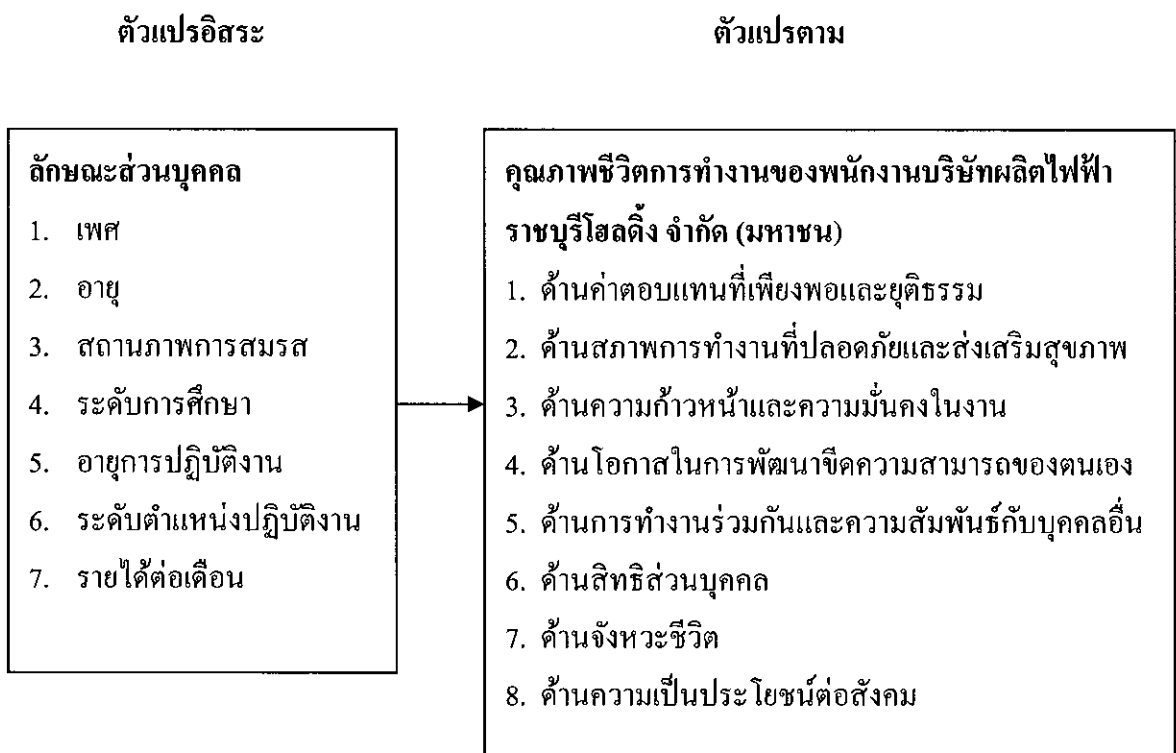 ตัวแปรอิสระ
ตัวแปรตาม
ลักษณะส่วนบุคคล
1. เพศ
2. อายุ
3. สถานภาพการสมรส
4. ระดับการศึกษา
5. อายุการปฏิบัติงาน
6. ระดับตำแหน่งปฏิบัติงาน
7. รายได้ต่อเดือน
คุณภาพชีวิตการทำงานของพนักงานบริษัทผลิตไฟฟ้า
ราชบุรีโฮลดิ้ง จำกัด (มหาชน)
1. ด้านค่าตอบแทนที่เพียงพอและยุติธรรม
2. ด้านสภาพการทำงานที่ปลอดภัยและส่งเสริมสุขภาพ
3. ด้านความก้าวหน้าและความมั่นคงในงาน
4. ด้านโอกาสในการพัฒนาขีดความสามารถของตนเอง
5. ด้านการทำงานร่วมกันและความสัมพันธ์กับบุคคลอื่น
6. ด้านสิทธิส่วนบุคคล
7. ด้านจังหวะชีวิต
8. ด้านความเป็นประโยชน์ต่อสังคม